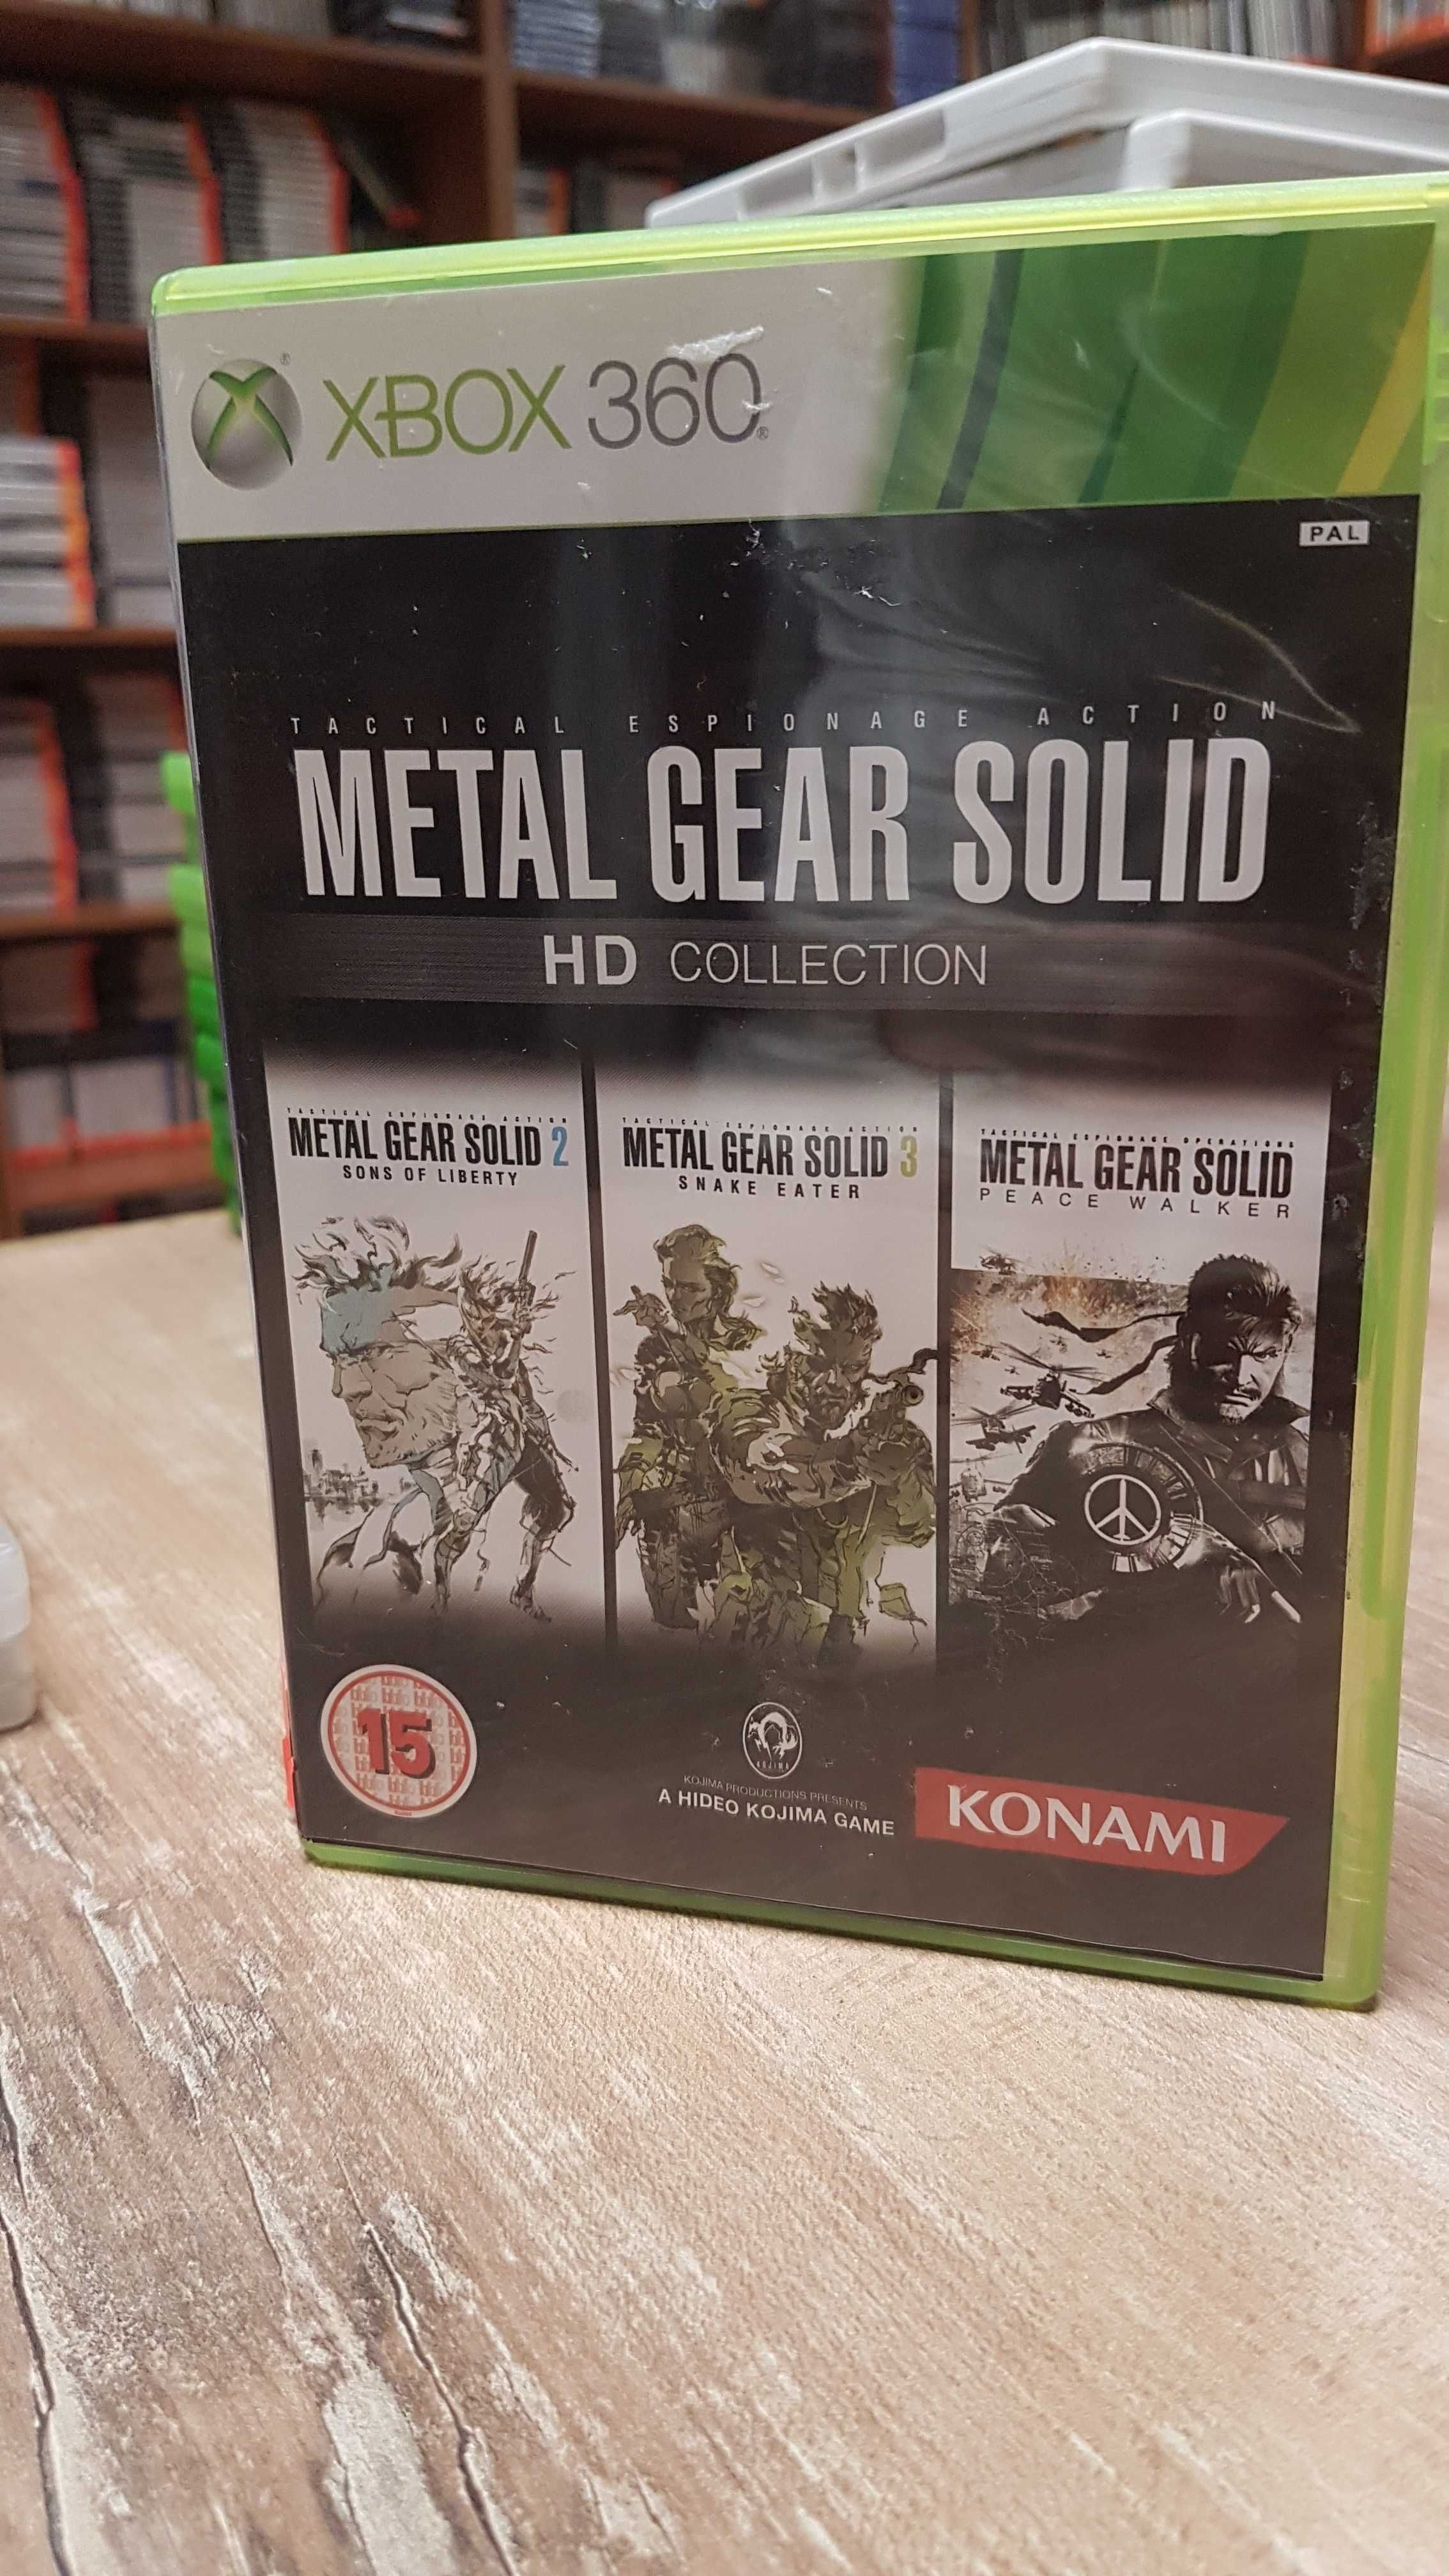 XBOX 360
PAL
TACTICAL ESPIONAGE ACTION
METAL GEAR SOLID
HD COLLECTION
TACTICAL ESPIONAGE ACTION
METAL GEAR SOLID 2
SONS OF LIBERTY
TACTICAL ESPIONAGE ACTION
METAL GEAR SOLID 3
SNAKE EATER
TACTICAL ESPIONAGE OPERATIONS
METAL GEAR SOLID
PEACE WALKER
15
KOJIMA
KOJIMA PRODUCTIONS PRESENTS
A HIDEO KOJIMA GAME
KONAMI